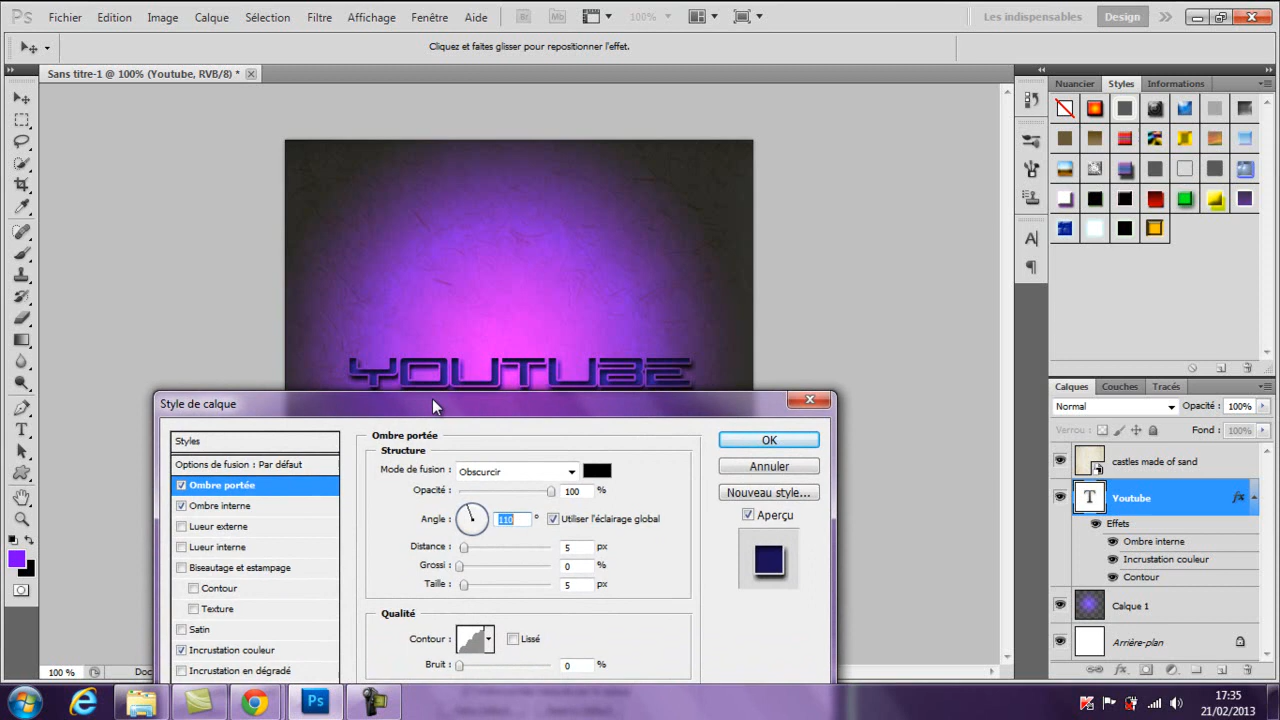 Ps Fichier Edition Image Calque Sélection Filtre Affichage Fenêtre Aide Br Mb 100% Les indispensables Design
Cliquez et faites glisser pour repositionner l'effet.
Sans titre-1 @ 100% (Youtube, RVB/8) *
Nuancier Styles Informations
YOUTUBE
Style de calque
Styles
Options de fusion : Par défaut
Ombre portée
Ombre interne
Lueur externe
Lueur interne
Biseautage et estampage
Contour
Texture
Satin
Incrustation couleur
Incrustation en dégradé
Ombre portée
Structure
Mode de fusion : Obscurcir
Opacité : 100 %
Angle : 110 ° Utiliser l'éclairage global
Distance : 5 px
Grossi : 0 %
Taille : 5 px
Qualité
Contour : Lissé
Bruit : 0 %
OK
Annuler
Nouveau style...
Aperçu
Calques Couches Tracés
Normal Opacité : 100%
Verrou : Fond : 100%
castles made of sand
T Youtube fx
Effets
Ombre interne
Incrustation couleur
Contour
Calque 1
Arrière-plan
100 % Doc
Ps
17:35
21/02/2013